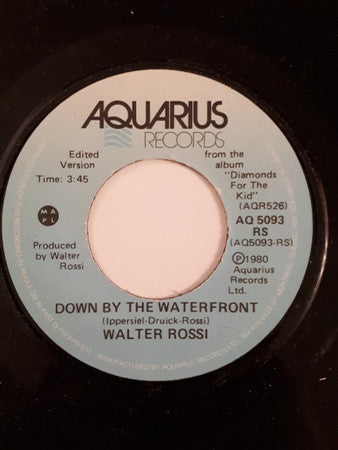 AQUARIUS
RECORDS
Edited
Version
Time: 3:45
M A
P L
Produced
by Walter
Rossi
from the
album
"Diamonds
For The
Kid"
(AQR526)
AQ 5093
RS
(AQ5093-RS)
Ⓟ1980
Aquarius
Records
Ltd.
DOWN BY THE WATERFRONT
(Ippersiel-Druick-Rossi)
WALTER ROSSI
MANUFACTURED BY AQUARIUS RECORDS LTD.